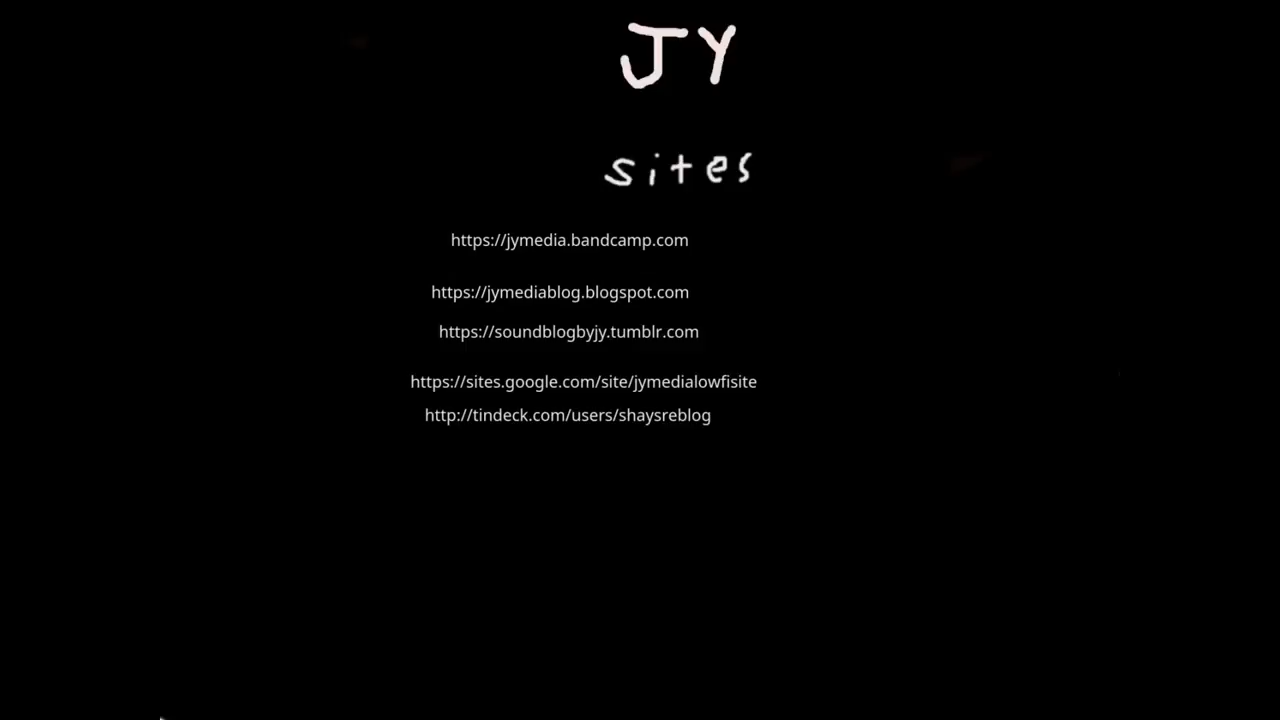 JY
sites
https://jymedia.bandcamp.com
https://jymediablog.blogspot.com
https://soundblogbyjy.tumblr.com
https://sites.google.com/site/jymedialowfisite
http://tindeck.com/users/shaysreblog